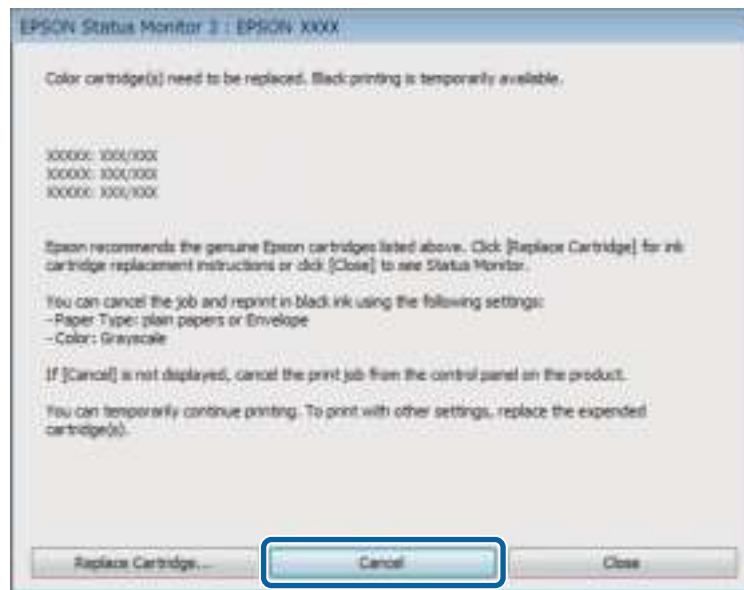 EPSON Status Monitor 3 : EPSON XXXX
Color cartridge(s) need to be replaced. Black printing is temporarily available.
XXXXX: XXX/XXX
XXXXX: XXX/XXX
XXXXX: XXX/XXX
Epson recommends the genuine Epson cartridges listed above. Click [Replace Cartridge] for ink
cartridge replacement instructions or click [Close] to see Status Monitor.
You can cancel the job and reprint in black ink using the following settings:
-Paper Type: plain papers or Envelope
-Color: Grayscale
If [Cancel] is not displayed, cancel the print job from the control panel on the product.
You can temporarily continue printing. To print with other settings, replace the expended
cartridge(s).
Replace Cartridge... Cancel Close